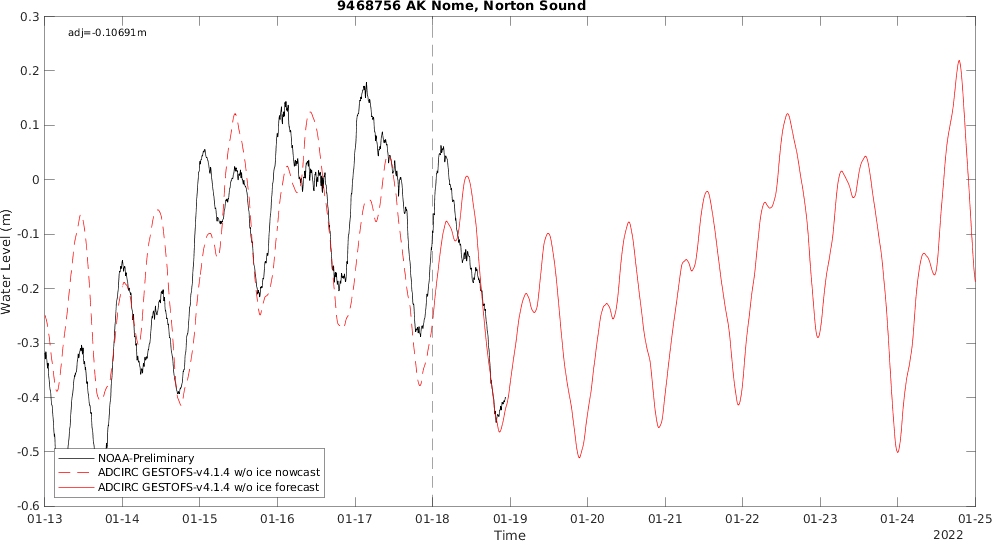 9468756 AK Nome, Norton Sound
adj=-0.10691m
0.3
0.2
0.1
0
-0.1
-0.2
-0.3
-0.4
-0.5
-0.6
Water Level (m)
NOAA-Preliminary
ADCIRC GESTOFS-v4.1.4 w/o ice nowcast
ADCIRC GESTOFS-v4.1.4 w/o ice forecast
01-13 01-14 01-15 01-16 01-17 01-18 01-19 01-20 01-21 01-22 01-23 01-24 01-25
Time
2022